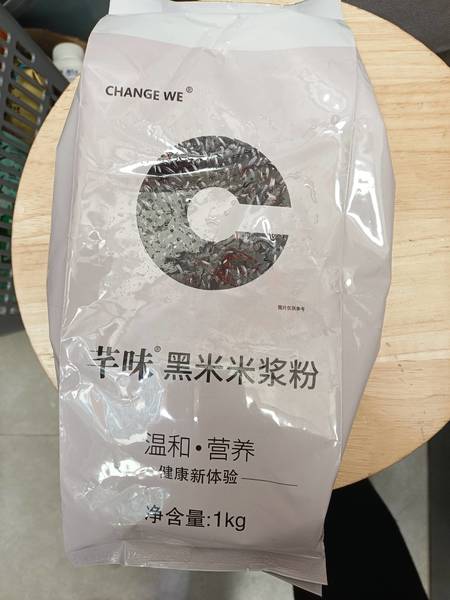 CHANGE WE®
图片仅供参考
芊味®黑米米浆粉
温和·营养
健康新体验
净含量:1kg